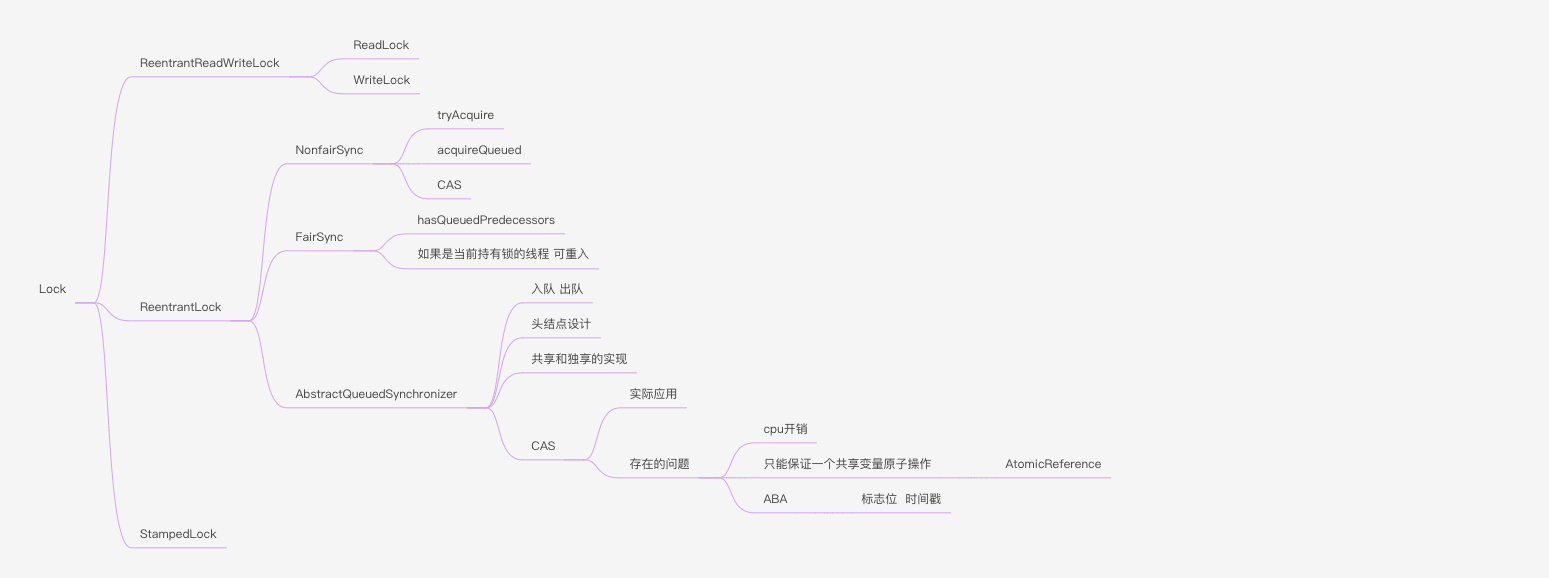 ReadLock
ReentrantReadWriteLock
WriteLock
tryAcquire
NonfairSync
acquireQueued
CAS
hasQueuedPredecessors
FairSync
如果是当前持有锁的线程 可重入
Lock
入队 出队
ReentrantLock
头结点设计
共享和独享的实现
AbstractQueuedSynchronizer
实际应用
cpu开销
CAS
存在的问题
只能保证一个共享变量原子操作
AtomicReference
ABA
标志位 时间戳
StampedLock